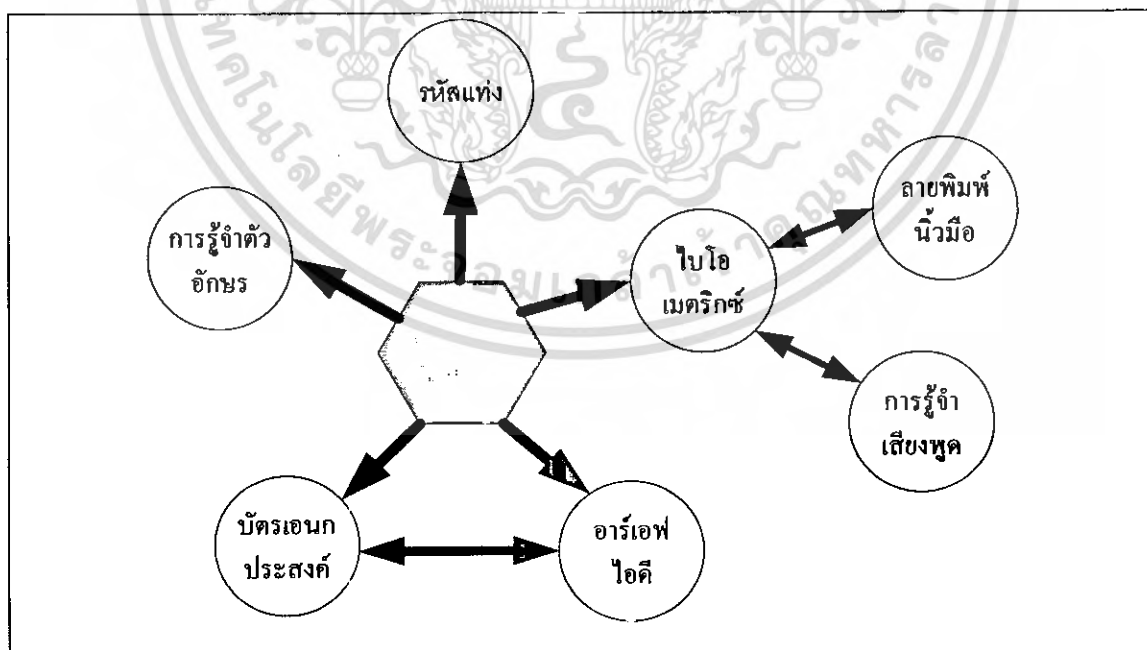 รหัสแท่ง
ลายพิมพ์
นิ้วมือ
การรู้จำตัว
อักษร
ไบโอ
เมตริกซ์
การรู้จำ
เสียงพูด
บัตรเอนก
ประสงค์
อาร์เอฟ
ไอดี